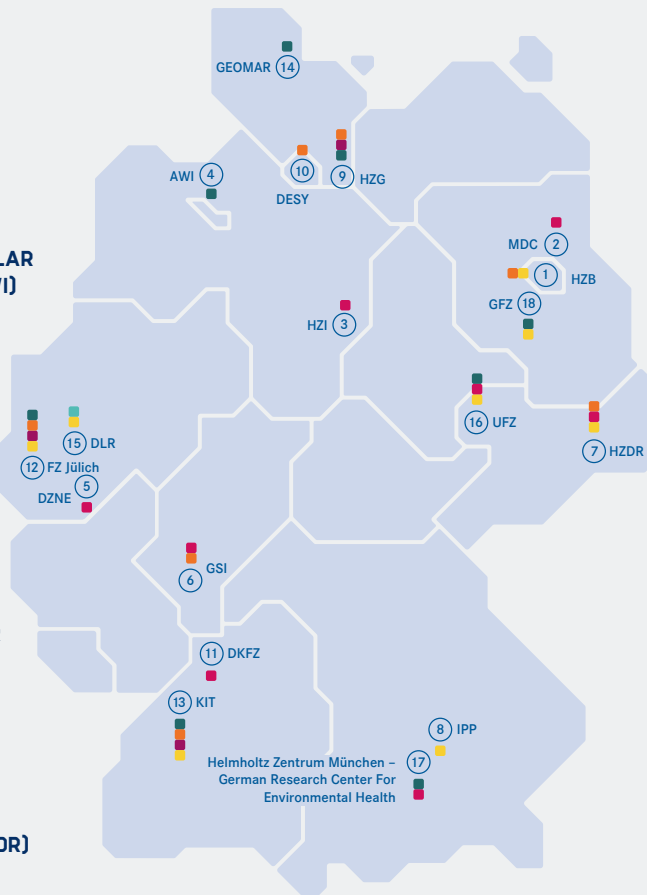 GEOMAR 14
AWI 4
10
DESY
9 HZG
LAR
I)
MDC 2
1 HZB
GFZ 18
HZI 3
16 UFZ
7 HZDR
15 DLR
12 FZ Jülich
5
DZNE
GSI
6
11 DKFZ
13 KIT
8 IPP
Helmholtz Zentrum München – 17
German Research Center For
Environmental Health
OR)